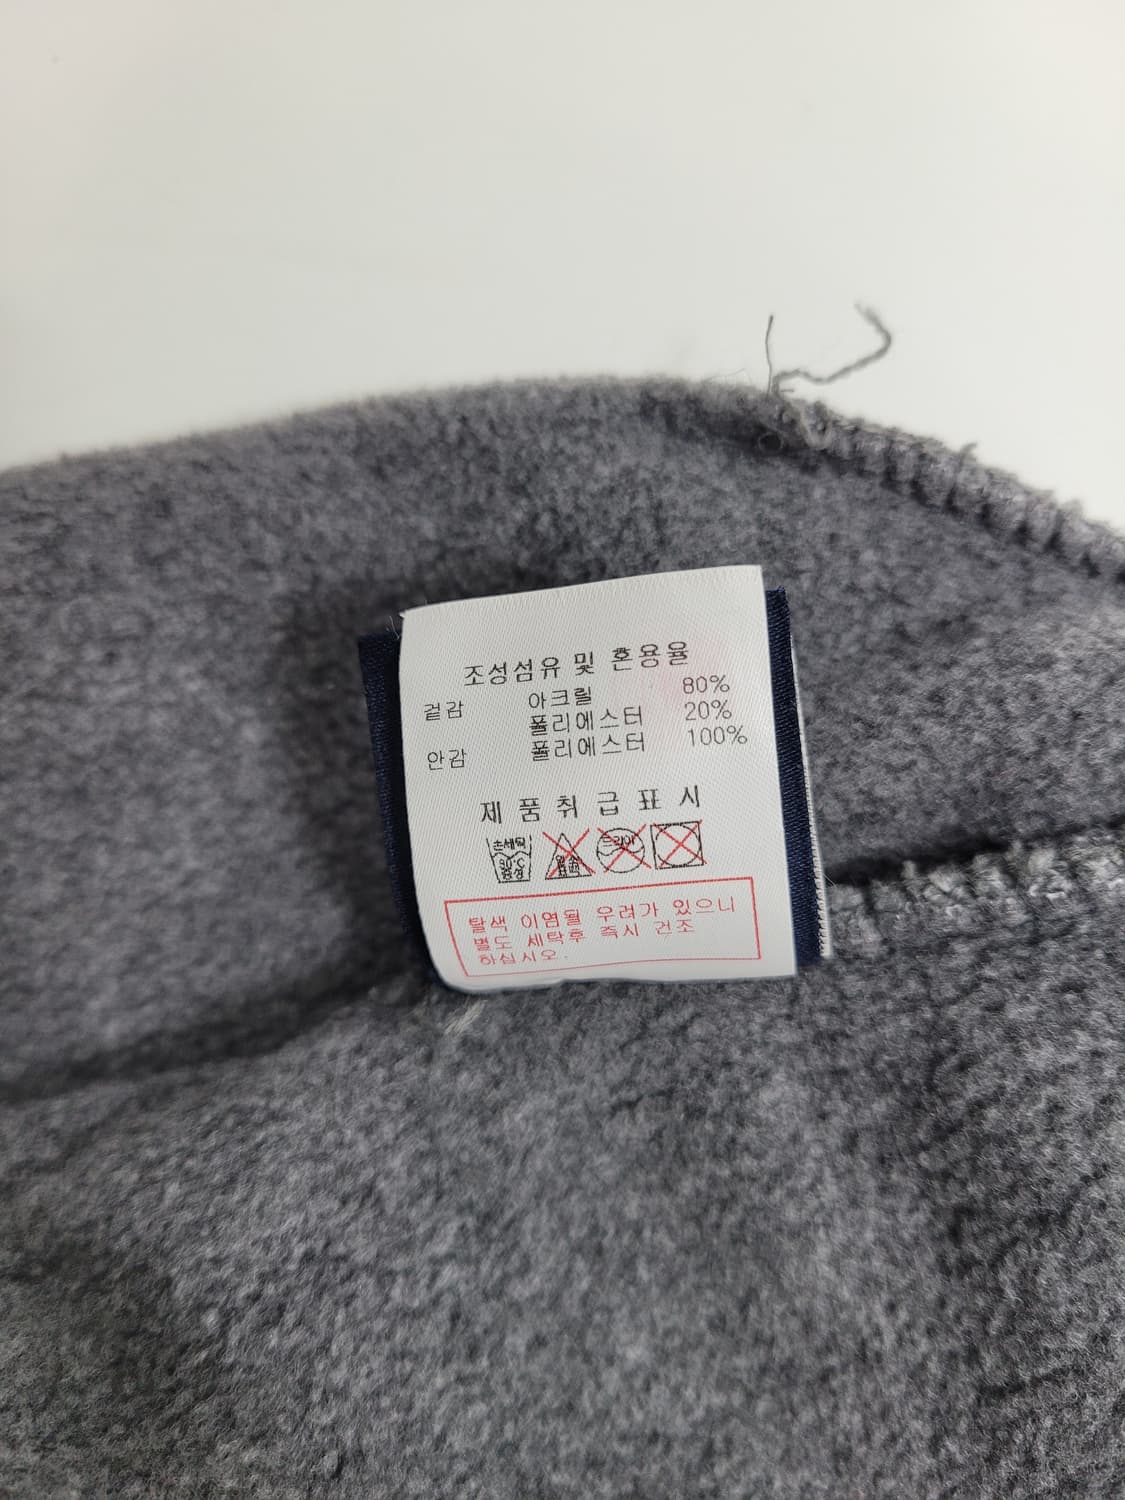 조성섬유 및 혼용율
겉감 아크릴 80%
폴리에스터 20%
안감 폴리에스터 100%
제품취급표시
손세탁 드라이
30℃
중성
탈색 이염될 우려가 있으니
별도 세탁후 즉시 건조
하십시오.